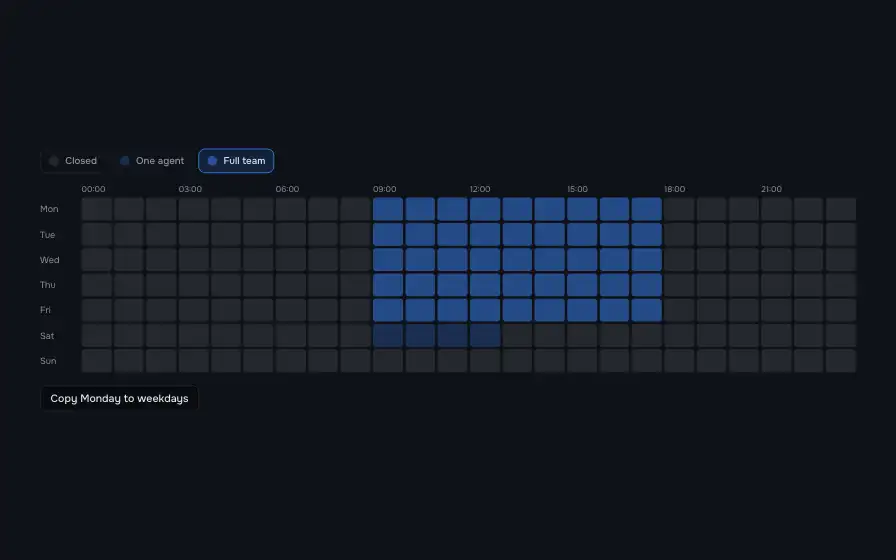 Closed One agent Full team
00:00 03:00 06:00 09:00 12:00 15:00 18:00 21:00
Mon
Tue
Wed
Thu
Fri
Sat
Sun
Copy Monday to weekdays